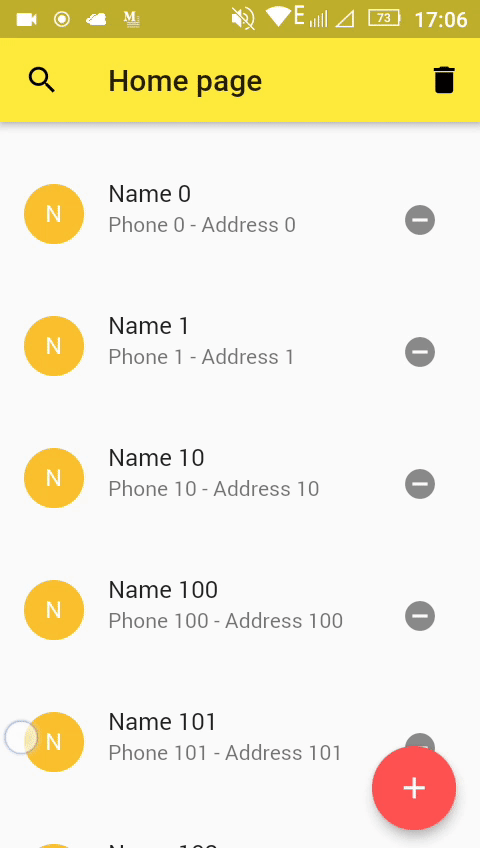 M
E
73
17:06
Home page
N
Name 0
Phone 0 - Address 0
N
Name 1
Phone 1 - Address 1
N
Name 10
Phone 10 - Address 10
N
Name 100
Phone 100 - Address 100
N
Name 101
Phone 101 - Address 101